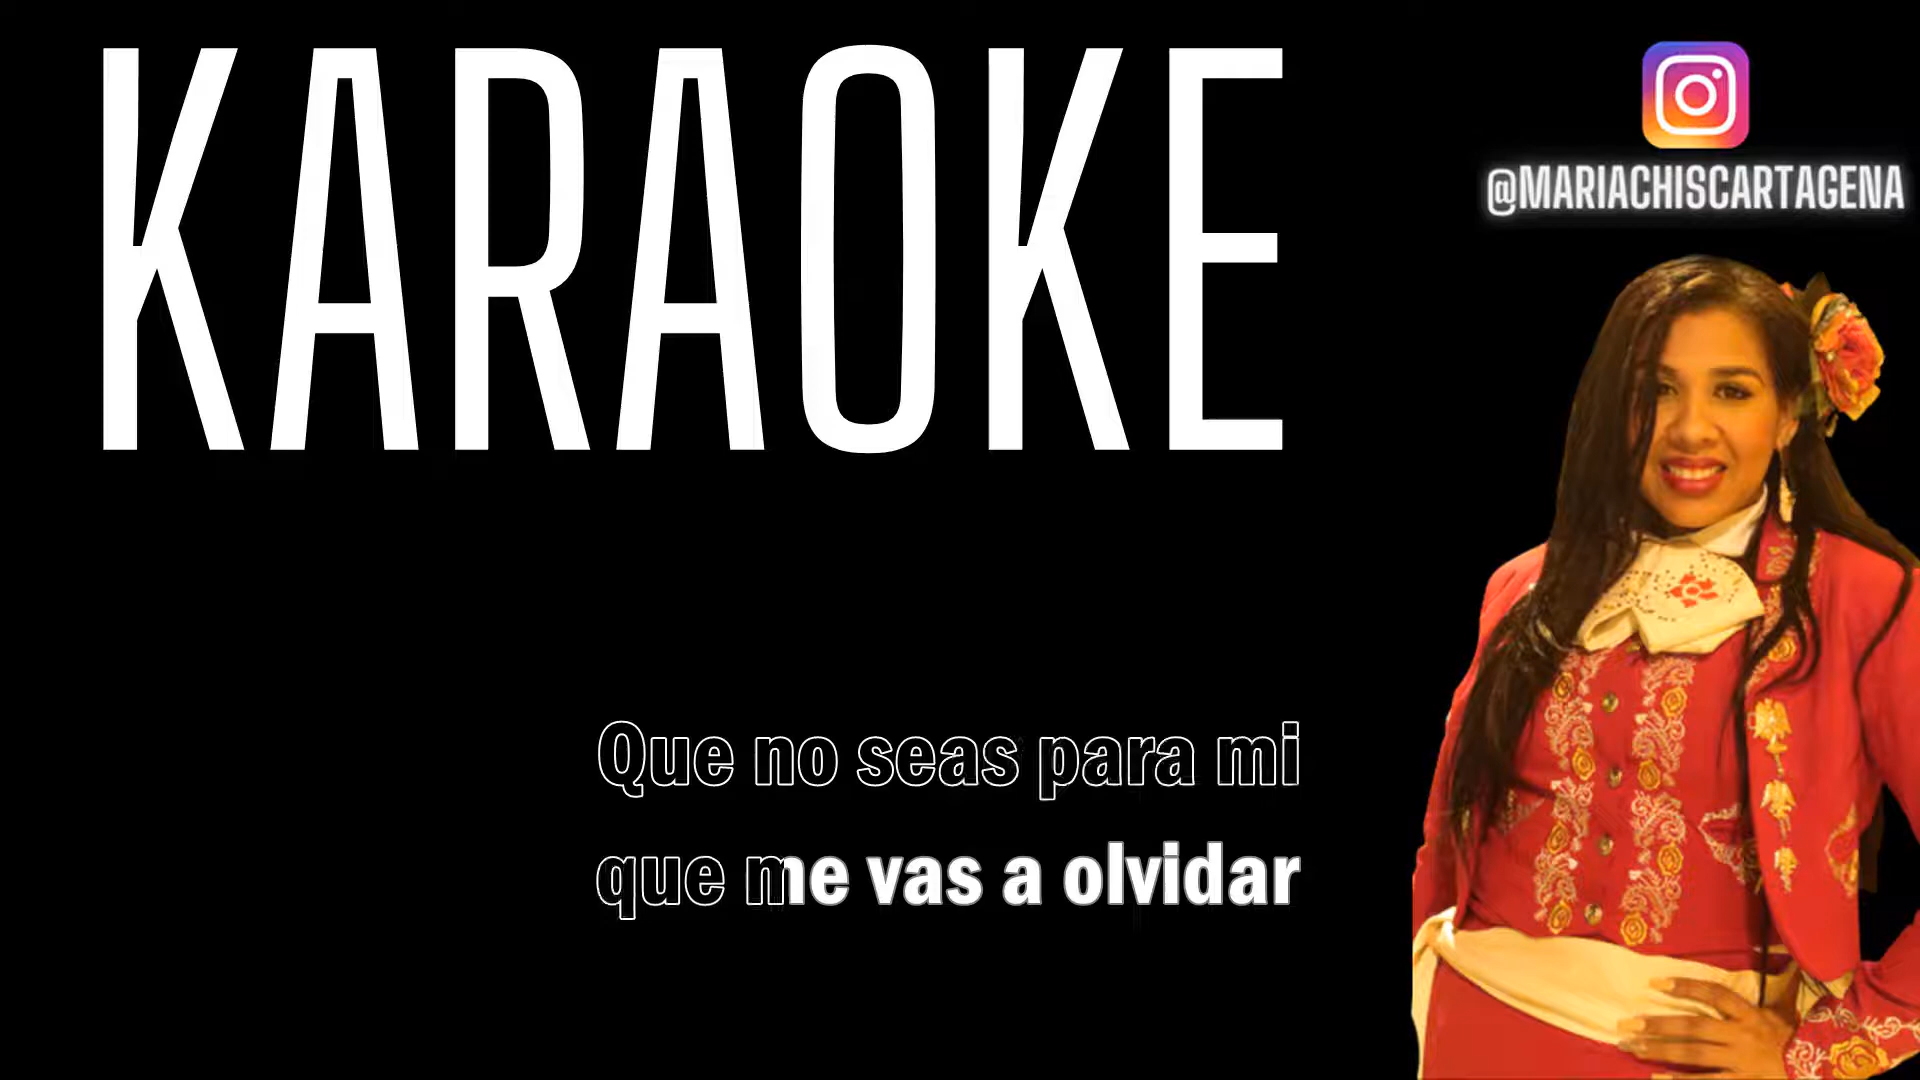 KARAOKE
@MARIACHISCARTAGENA
Que no seas para mi
que me vas a olvidar